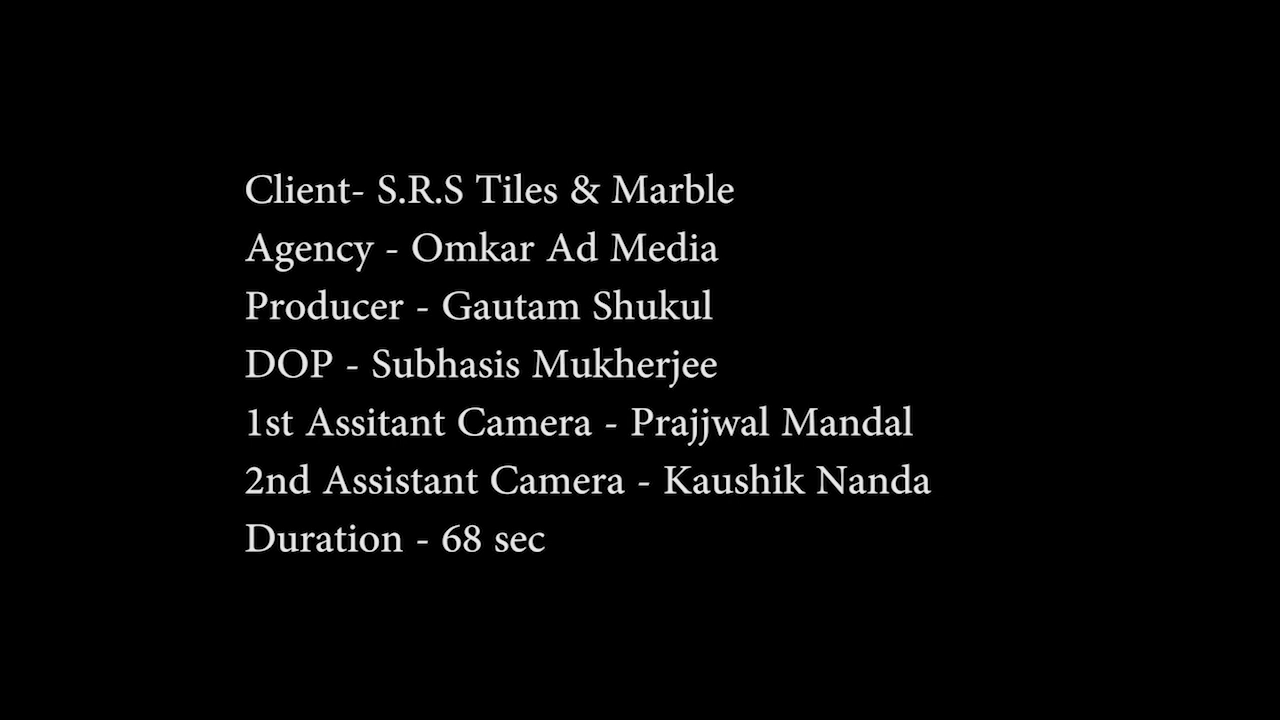 Client- S.R.S Tiles & Marble
Agency - Omkar Ad Media
Producer - Gautam Shukul
DOP - Subhasis Mukherjee
1st Assitant Camera - Prajjwal Mandal
2nd Assistant Camera - Kaushik Nanda
Duration - 68 sec